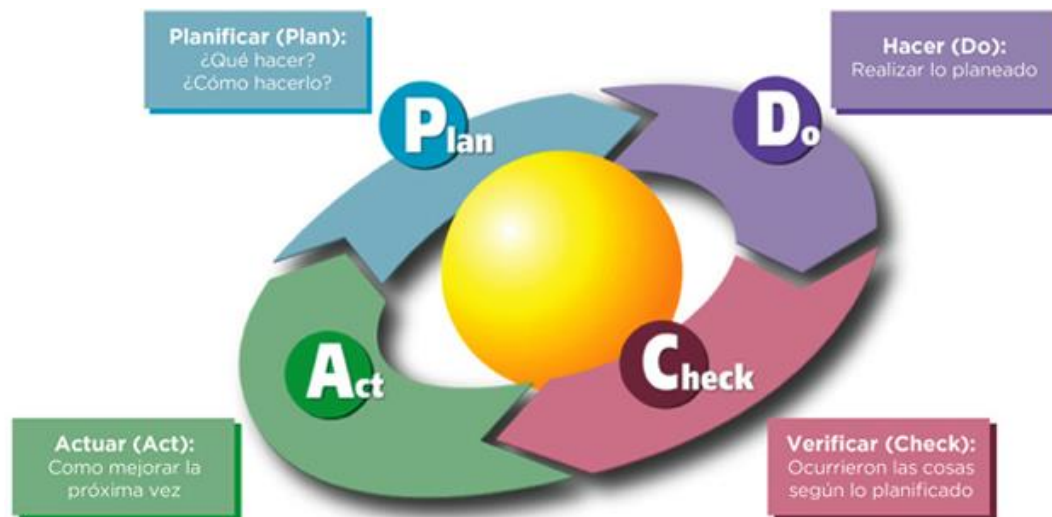 Planificar (Plan):
¿Qué hacer?
¿Cómo hacerlo?
Hacer (Do):
Realizar lo planeado
Plan
Do
Act
Check
Actuar (Act):
Como mejorar la
próxima vez
Verificar (Check):
Ocurrieron las cosas
según lo planificado